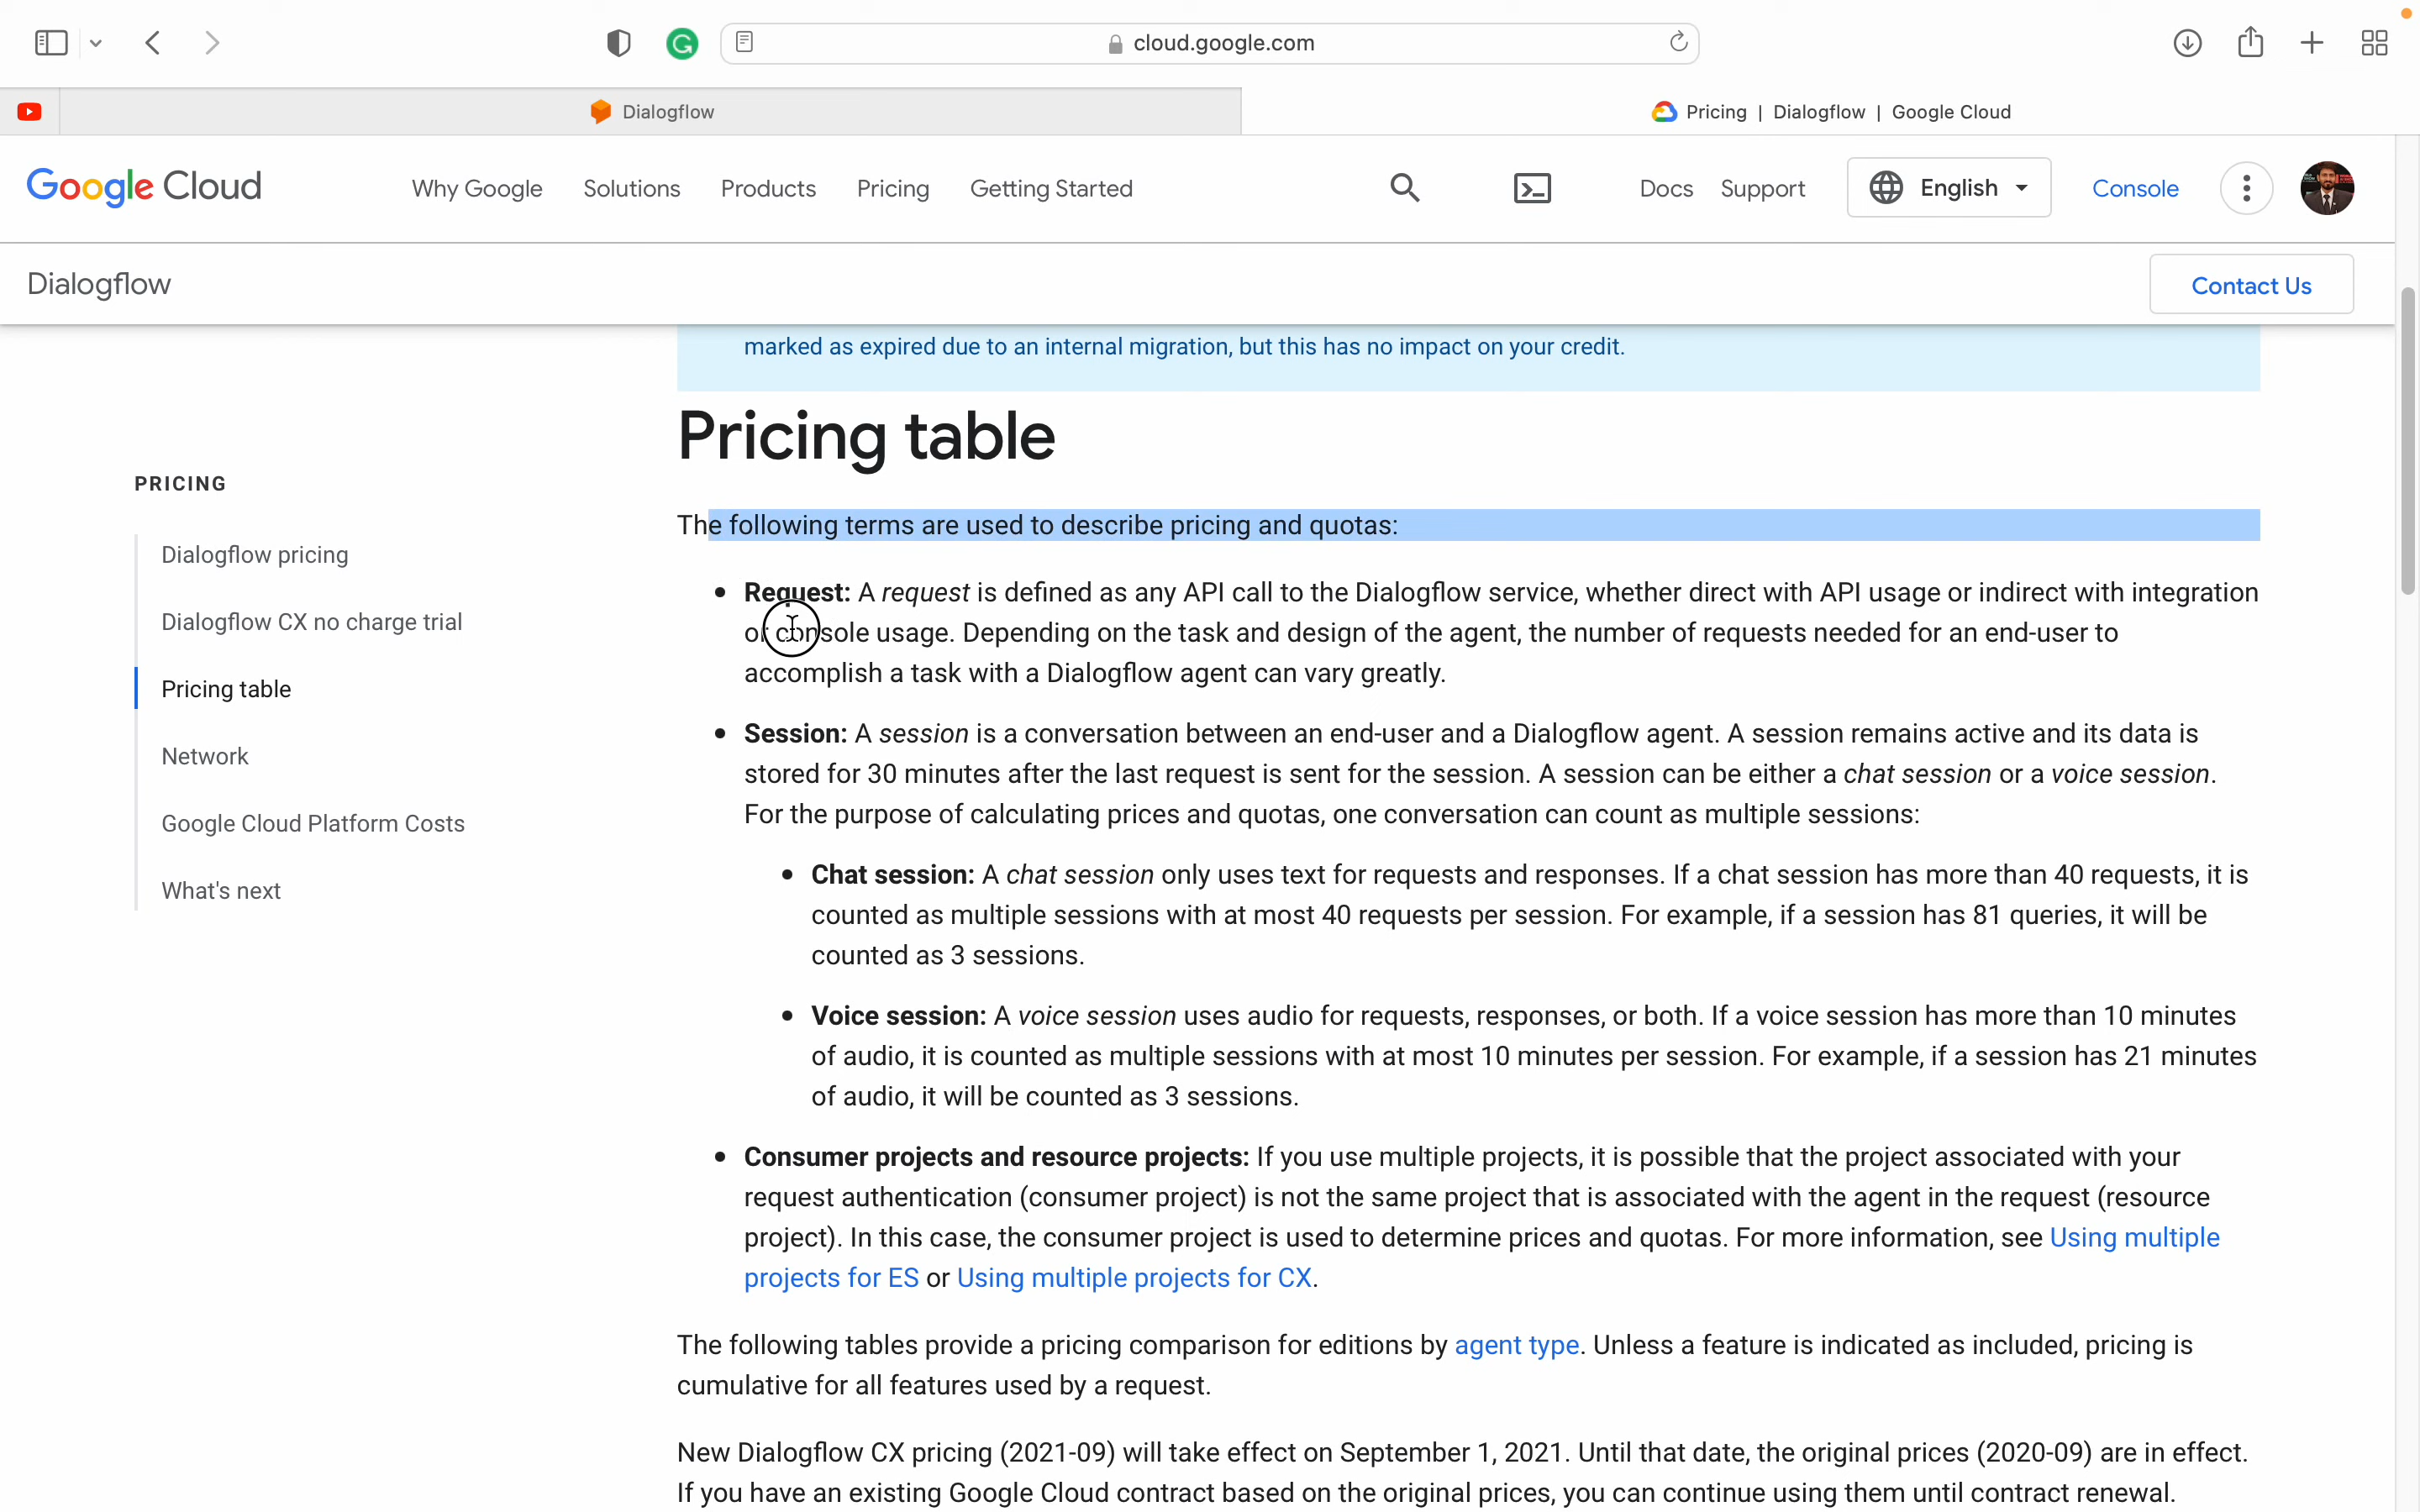 cloud.google.com
Dialogflow
Pricing | Dialogflow | Google Cloud
Google Cloud
Why Google
Solutions
Products
Pricing
Getting Started
Docs
Support
English
Console
Dialogflow
Contact Us
marked as expired due to an internal migration, but this has no impact on your credit.
Pricing table
PRICING
Dialogflow pricing
Dialogflow CX no charge trial
Pricing table
Network
Google Cloud Platform Costs
What's next
The following terms are used to describe pricing and quotas:
• Request: A request is defined as any API call to the Dialogflow service, whether direct with API usage or indirect with integration
or console usage. Depending on the task and design of the agent, the number of requests needed for an end-user to
accomplish a task with a Dialogflow agent can vary greatly.
• Session: A session is a conversation between an end-user and a Dialogflow agent. A session remains active and its data is
stored for 30 minutes after the last request is sent for the session. A session can be either a chat session or a voice session.
For the purpose of calculating prices and quotas, one conversation can count as multiple sessions:
• Chat session: A chat session only uses text for requests and responses. If a chat session has more than 40 requests, it is
counted as multiple sessions with at most 40 requests per session. For example, if a session has 81 queries, it will be
counted as 3 sessions.
• Voice session: A voice session uses audio for requests, responses, or both. If a voice session has more than 10 minutes
of audio, it is counted as multiple sessions with at most 10 minutes per session. For example, if a session has 21 minutes
of audio, it will be counted as 3 sessions.
• Consumer projects and resource projects: If you use multiple projects, it is possible that the project associated with your
request authentication (consumer project) is not the same project that is associated with the agent in the request (resource
project). In this case, the consumer project is used to determine prices and quotas. For more information, see Using multiple
projects for ES or Using multiple projects for CX.
The following tables provide a pricing comparison for editions by agent type. Unless a feature is indicated as included, pricing is
cumulative for all features used by a request.
New Dialogflow CX pricing (2021-09) will take effect on September 1, 2021. Until that date, the original prices (2020-09) are in effect.
If you have an existing Google Cloud contract based on the original prices, you can continue using them until contract renewal.